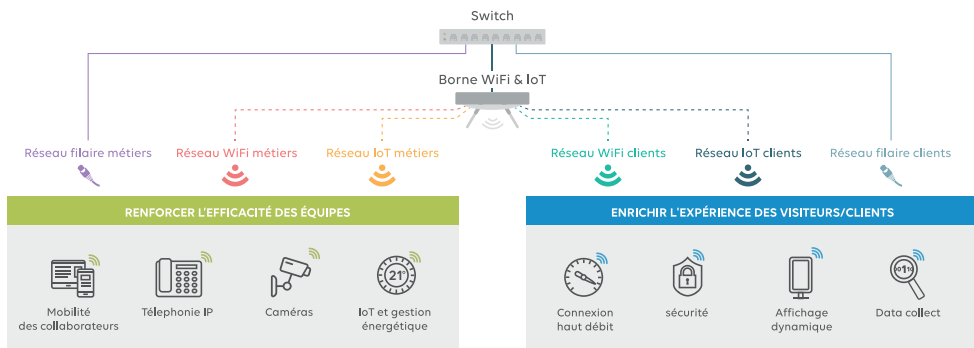 Switch
Borne WiFi & IoT
Réseau filaire métiers
Réseau WiFi métiers
Réseau IoT métiers
Réseau WiFi clients
Réseau IoT clients
Réseau filaire clients
RENFORCER L'EFFICACITÉ DES ÉQUIPES
ENRICHIR L'EXPÉRIENCE DES VISITEURS/CLIENTS
21°
00110
Mobilité
des collaborateurs
Télephonie IP
Caméras
IoT et gestion
énergétique
Connexion
haut débit
sécurité
Affichage
dynamique
Data collect